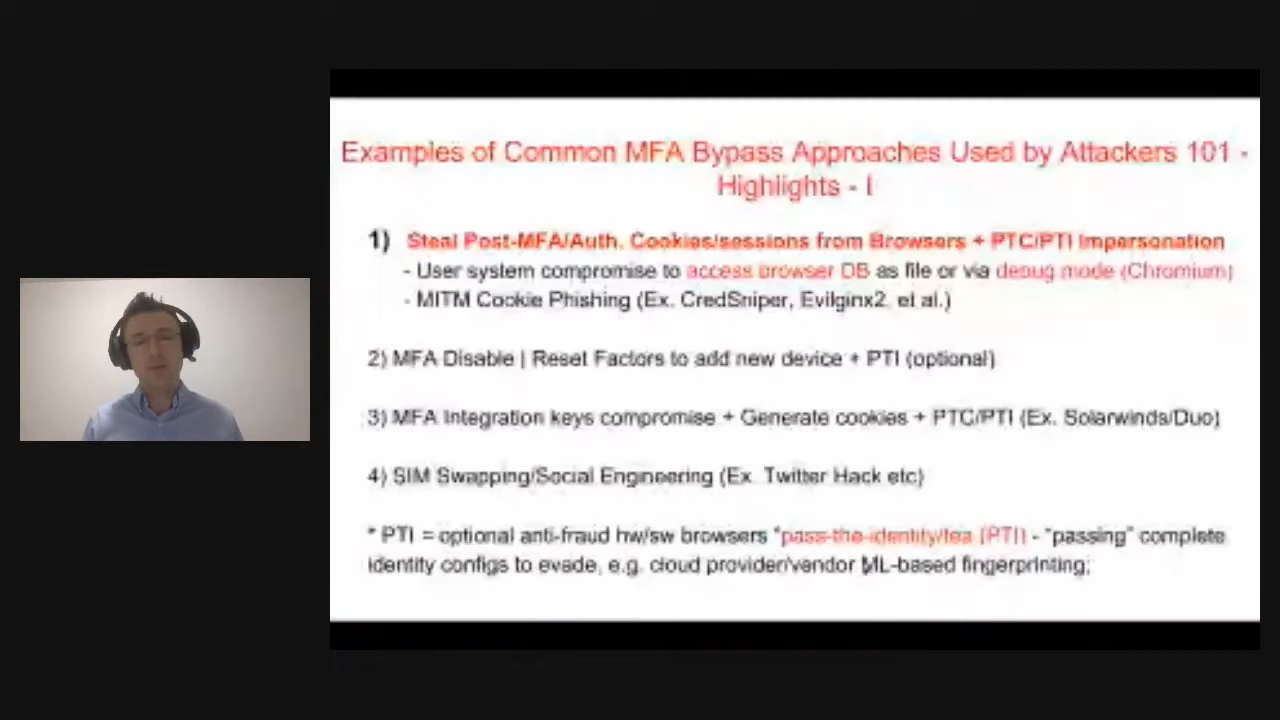 Examples of Common MFA Bypass Approaches Used by Attackers 101 -
Highlights - I
1) Steal Post-MFA/Auth. Cookies/sessions from Browsers + PTC/PTI Impersonation
- User system compromise to access browser DB as file or via debug mode (Chromium)
- MITM Cookie Phishing (Ex. CredSniper, Evilginx2, et al.)
2) MFA Disable | Reset Factors to add new device + PTI (optional)
3) MFA Integration keys compromise + Generate cookies + PTC/PTI (Ex. Solarwinds/Duo)
4) SIM Swapping/Social Engineering (Ex. Twitter Hack etc)
* PTI = optional anti-fraud hw/sw browsers "pass-the-identity/tea (PTI) - "passing" complete
identity configs to evade, e.g. cloud provider/vendor ML-based fingerprinting;